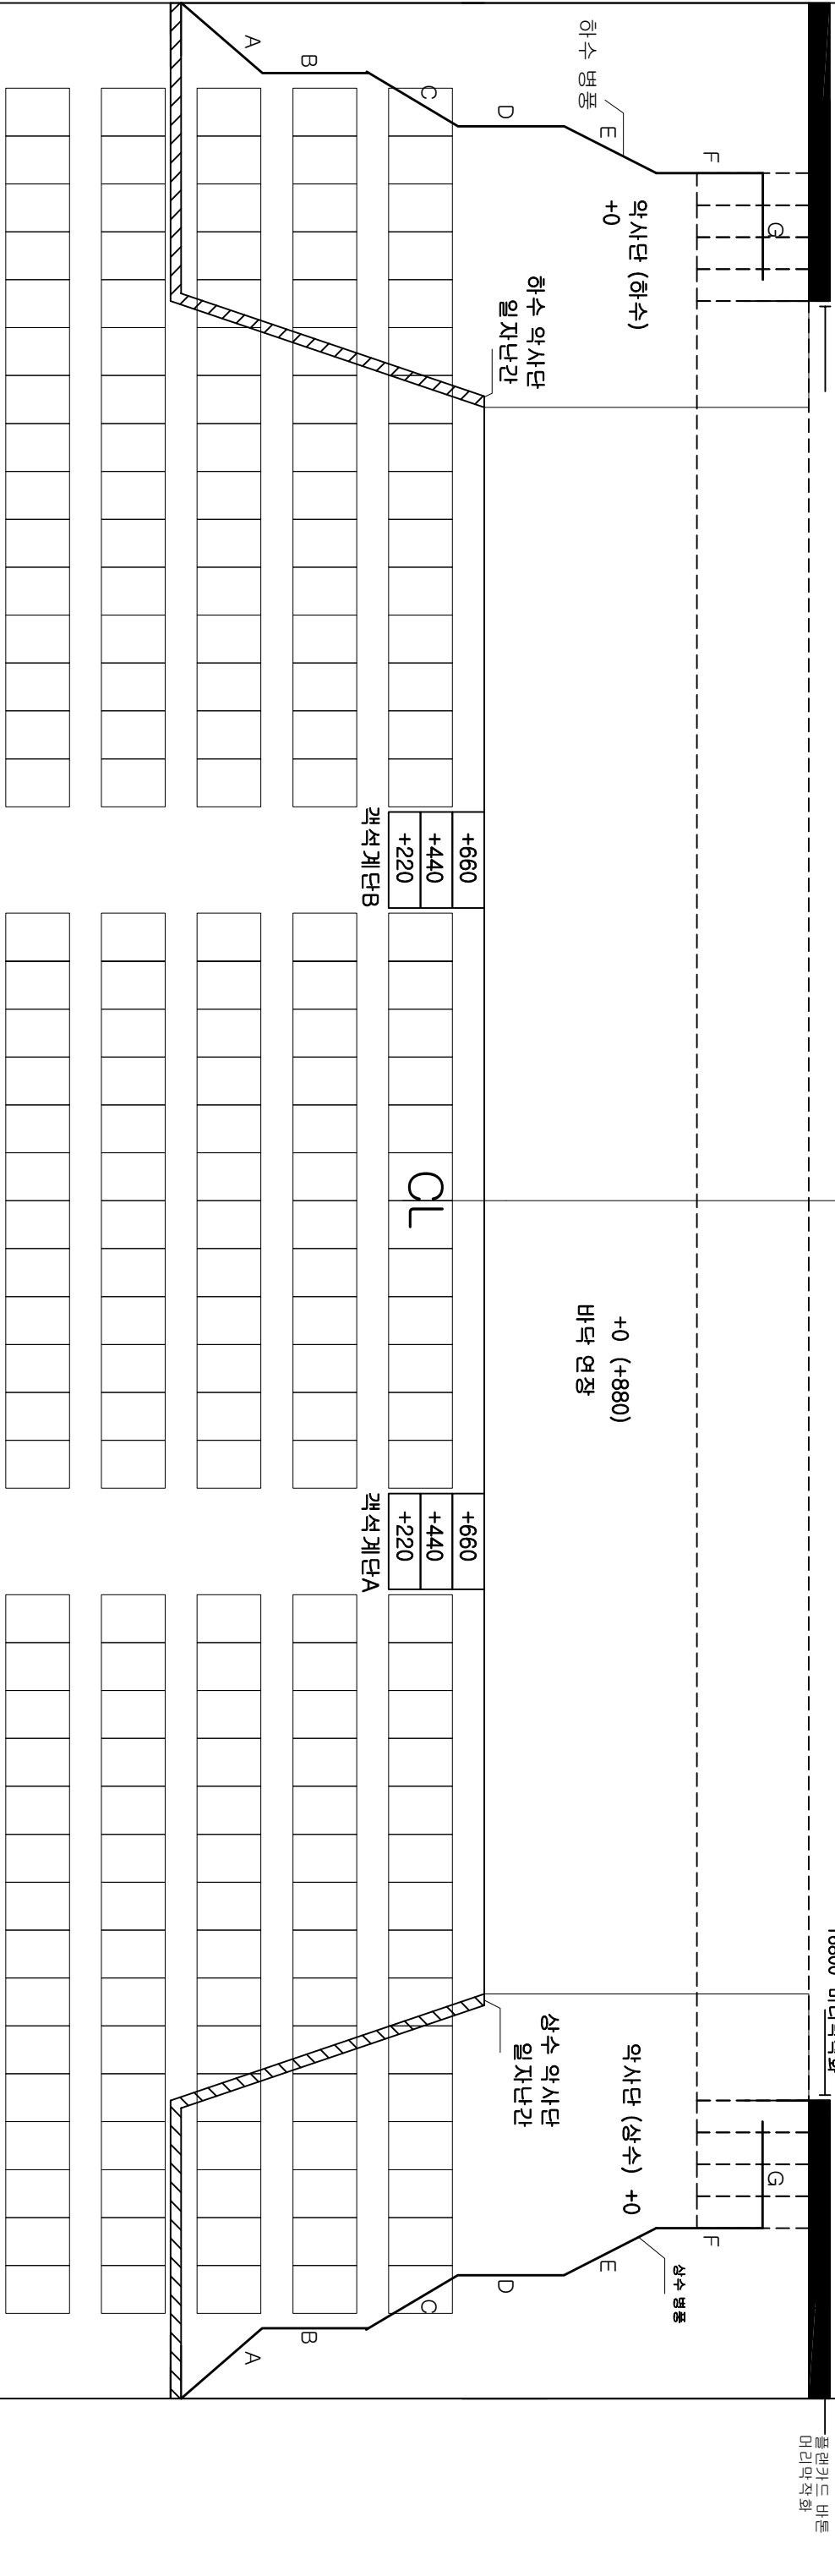 A
B
C
D
E
F
G
하수 병풍
악사단 (하수)
+0
하수 악사단
일자난간
+660
+440
+220
객석계단B
CL
+0 (+880)
바닥 연장
+660
+440
+220
객석계단A
상수 악사단
일자난간
악사단 (상수) +0
G
F
E
D
C
B
A
상수 병풍
플랜카드 바톤
머리막작화